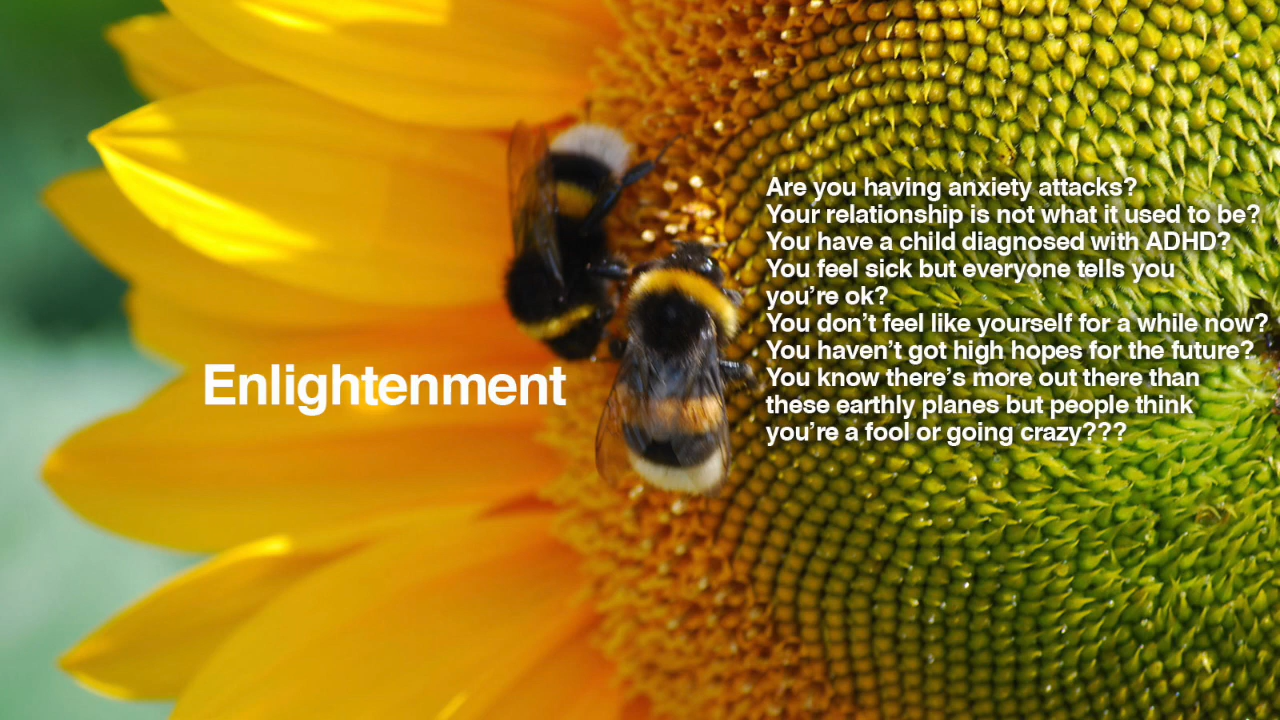 Enlightenment
Are you having anxiety attacks?
Your relationship is not what it used to be?
You have a child diagnosed with ADHD?
You feel sick but everyone tells you
you’re ok?
You don’t feel like yourself for a while now?
You haven’t got high hopes for the future?
You know there’s more out there than
these earthly planes but people think
you’re a fool or going crazy???